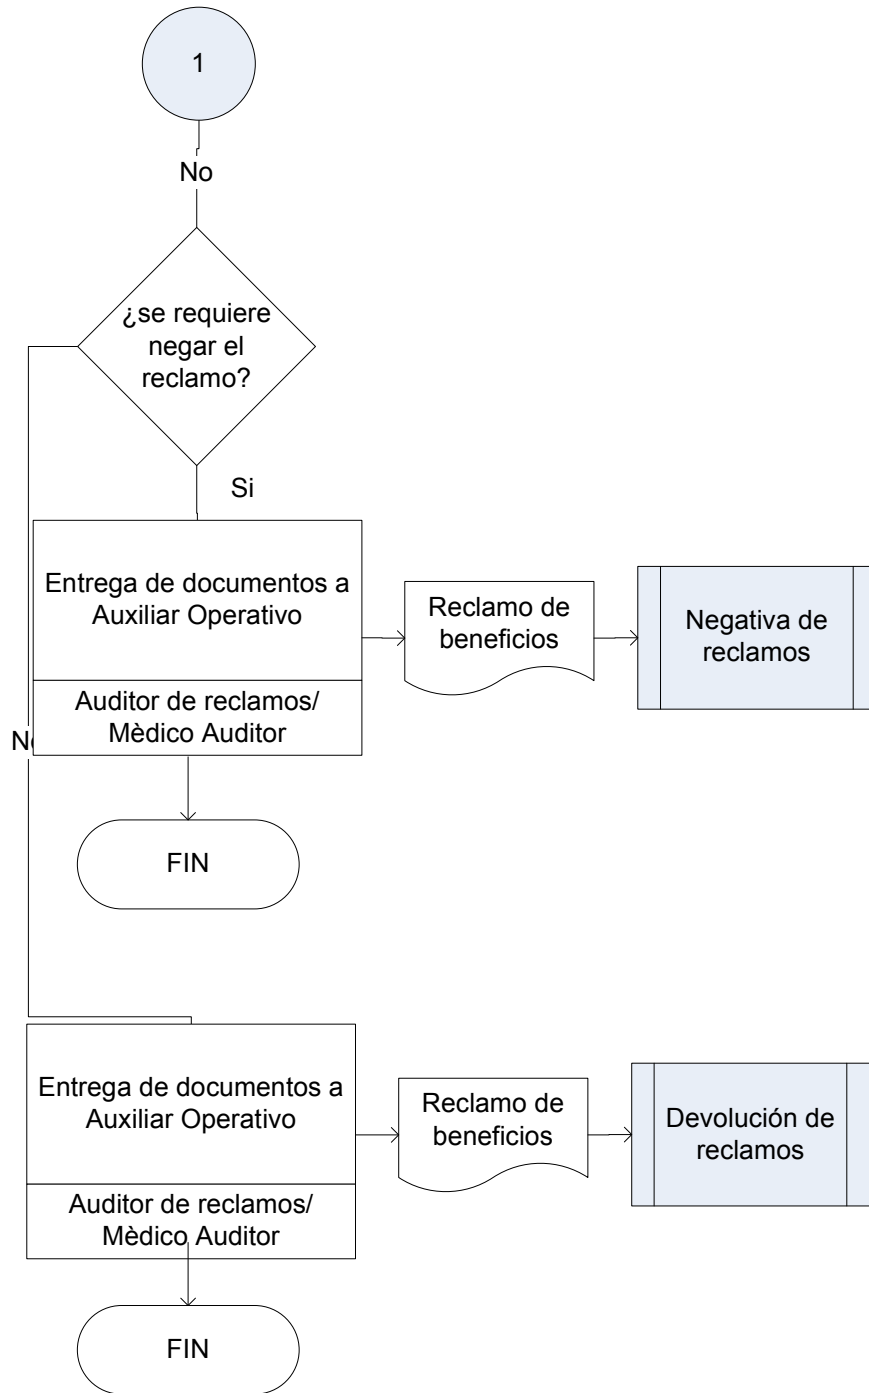 1
No
¿se requiere
negar el
reclamo?
Si
Entrega de documentos a
Auxiliar Operativo
Auditor de reclamos/
Mèdico Auditor
Reclamo de
beneficios
Negativa de
reclamos
No
FIN
Entrega de documentos a
Auxiliar Operativo
Auditor de reclamos/
Mèdico Auditor
Reclamo de
beneficios
Devolución de
reclamos
FIN